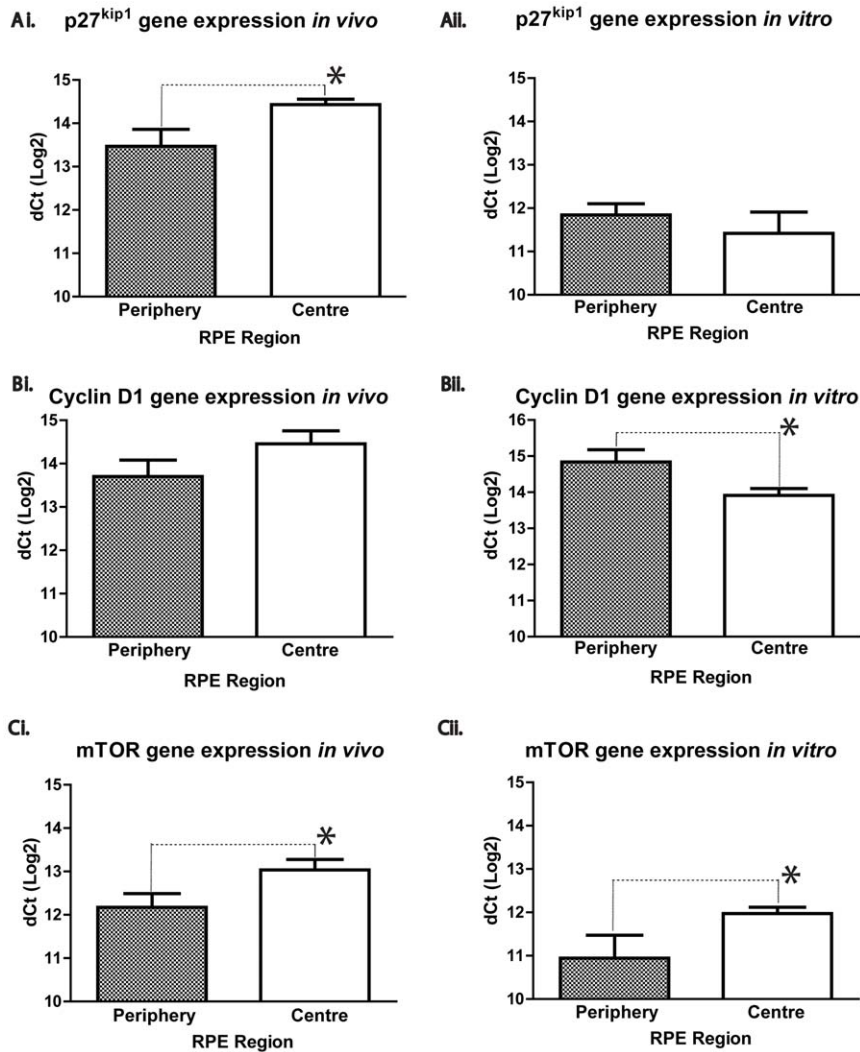 Ai. p27kip1 gene expression in vivo
dCt (Log2)
15
14
13
12
11
10
Periphery Centre
RPE Region
*
Aii. p27kip1 gene expression in vitro
dCt (Log2)
15
14
13
12
11
10
Periphery Centre
RPE Region
Bi. Cyclin D1 gene expression in vivo
dCt (Log2)
15
14
13
12
11
10
Periphery Centre
RPE Region
Bii. Cyclin D1 gene expression in vitro
dCt (Log2)
16
15
14
13
12
11
10
Periphery Centre
RPE Region
*
Ci. mTOR gene expression in vivo
dCt (Log2)
15
14
13
12
11
10
Periphery Centre
RPE Region
*
Cii. mTOR gene expression in vitro
dCt (Log2)
15
14
13
12
11
10
Periphery Centre
RPE Region
*